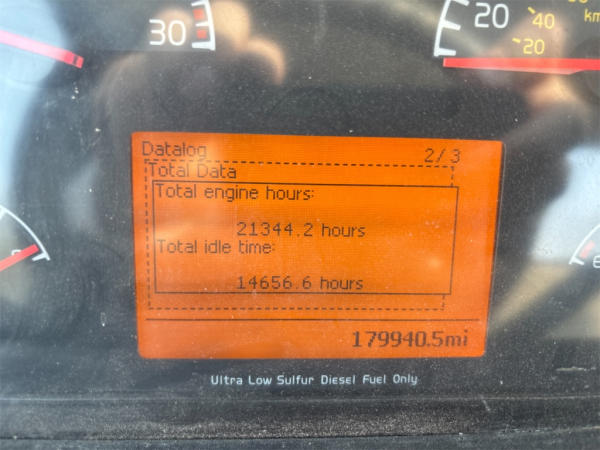 30
20
40
20
km
Datalog 2/3
Total Data
Total engine hours:
21344.2 hours
Total idle time:
14656.6 hours
179940.5mi
Ultra Low Sulfur Diesel Fuel Only